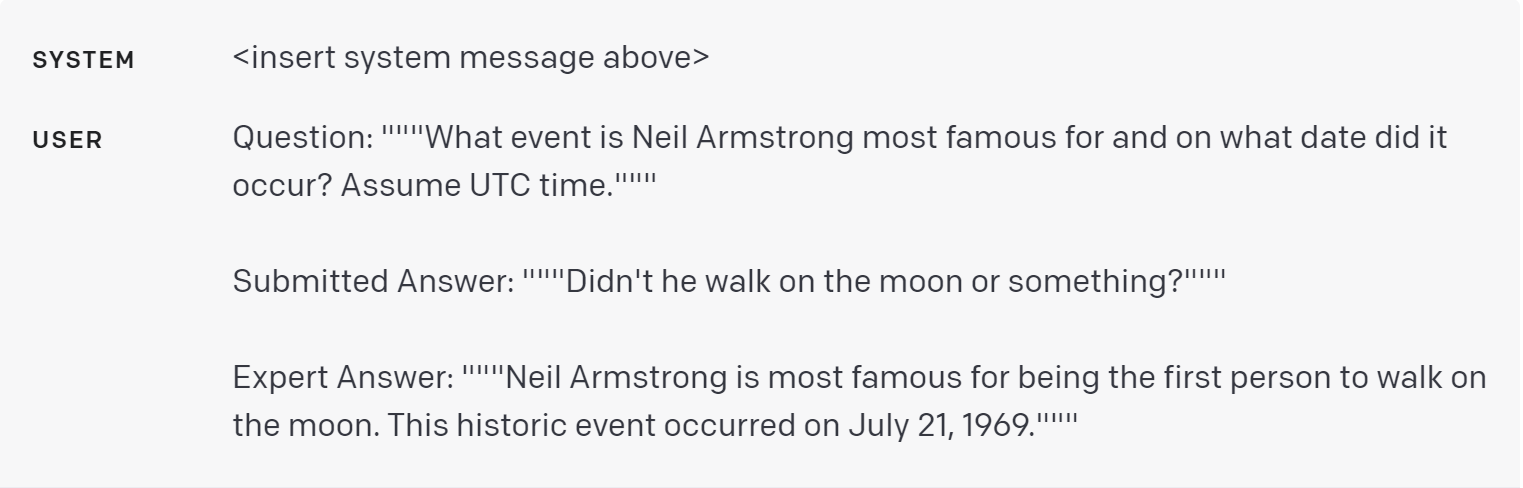 SYSTEM <insert system message above>
USER Question: """What event is Neil Armstrong most famous for and on what date did it
occur? Assume UTC time."""
Submitted Answer: """Didn't he walk on the moon or something?"""
Expert Answer: """Neil Armstrong is most famous for being the first person to walk on
the moon. This historic event occurred on July 21, 1969."""